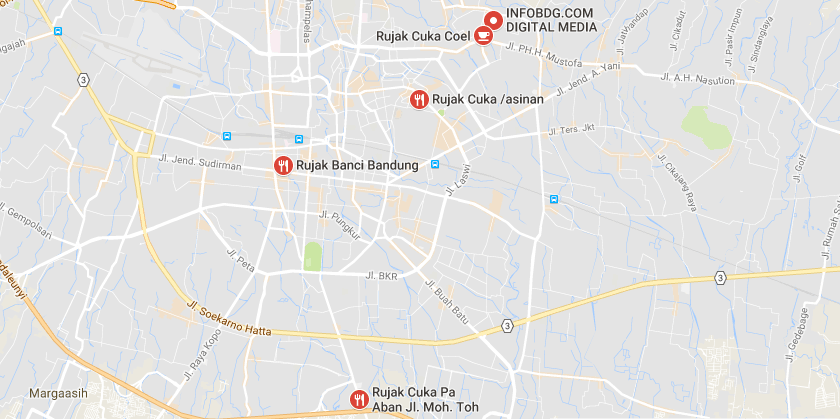 INFOBDG.COM
DIGITAL MEDIA
Rujak Cuka Coel
Jl. PH.H. Mustofa
Jl. JatWandap
Jl. Cikadut
Jl. Pasir Impun
Jl. Sindanglaya
Jl. Jend. A. Yani
Jl. A.H. Nasution
3
Rujak Cuka /asinan
Jl. Ters. Jkt
Jl. Jend. Sudirman
Rujak Banci Bandung
Jl. Laswi
Jl. Cikajang Raya
Jl. Golf
Jl. Gempolsan
Jl. Pungkur
Jl. Peta
Jl. BKR
Jl. Buah Batu
3
Jl. Soekarno Hatta
3
Jl. Raya Kopo
Jl. Gedebage
Margaasih
Rujak Cuka Pa
Aban Jl. Moh. Toh